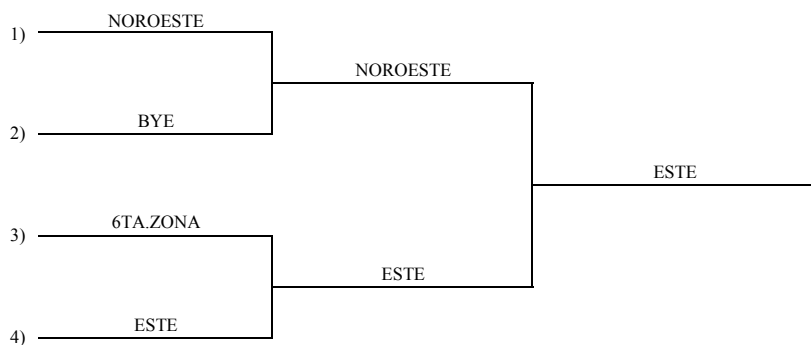 NOROESTE
1)
NOROESTE
BYE
2)
ESTE
6TA.ZONA
3)
ESTE
ESTE
4)